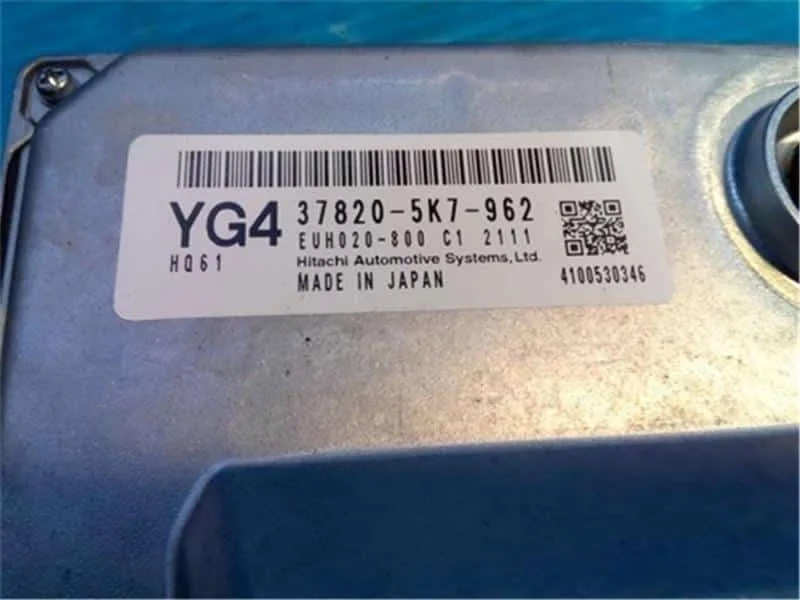 YG4 37820-5K7-962
HQ61 EUH020-800 C1 2111
Hitachi Automotive Systems,Ltd.
MADE IN JAPAN 4100530346